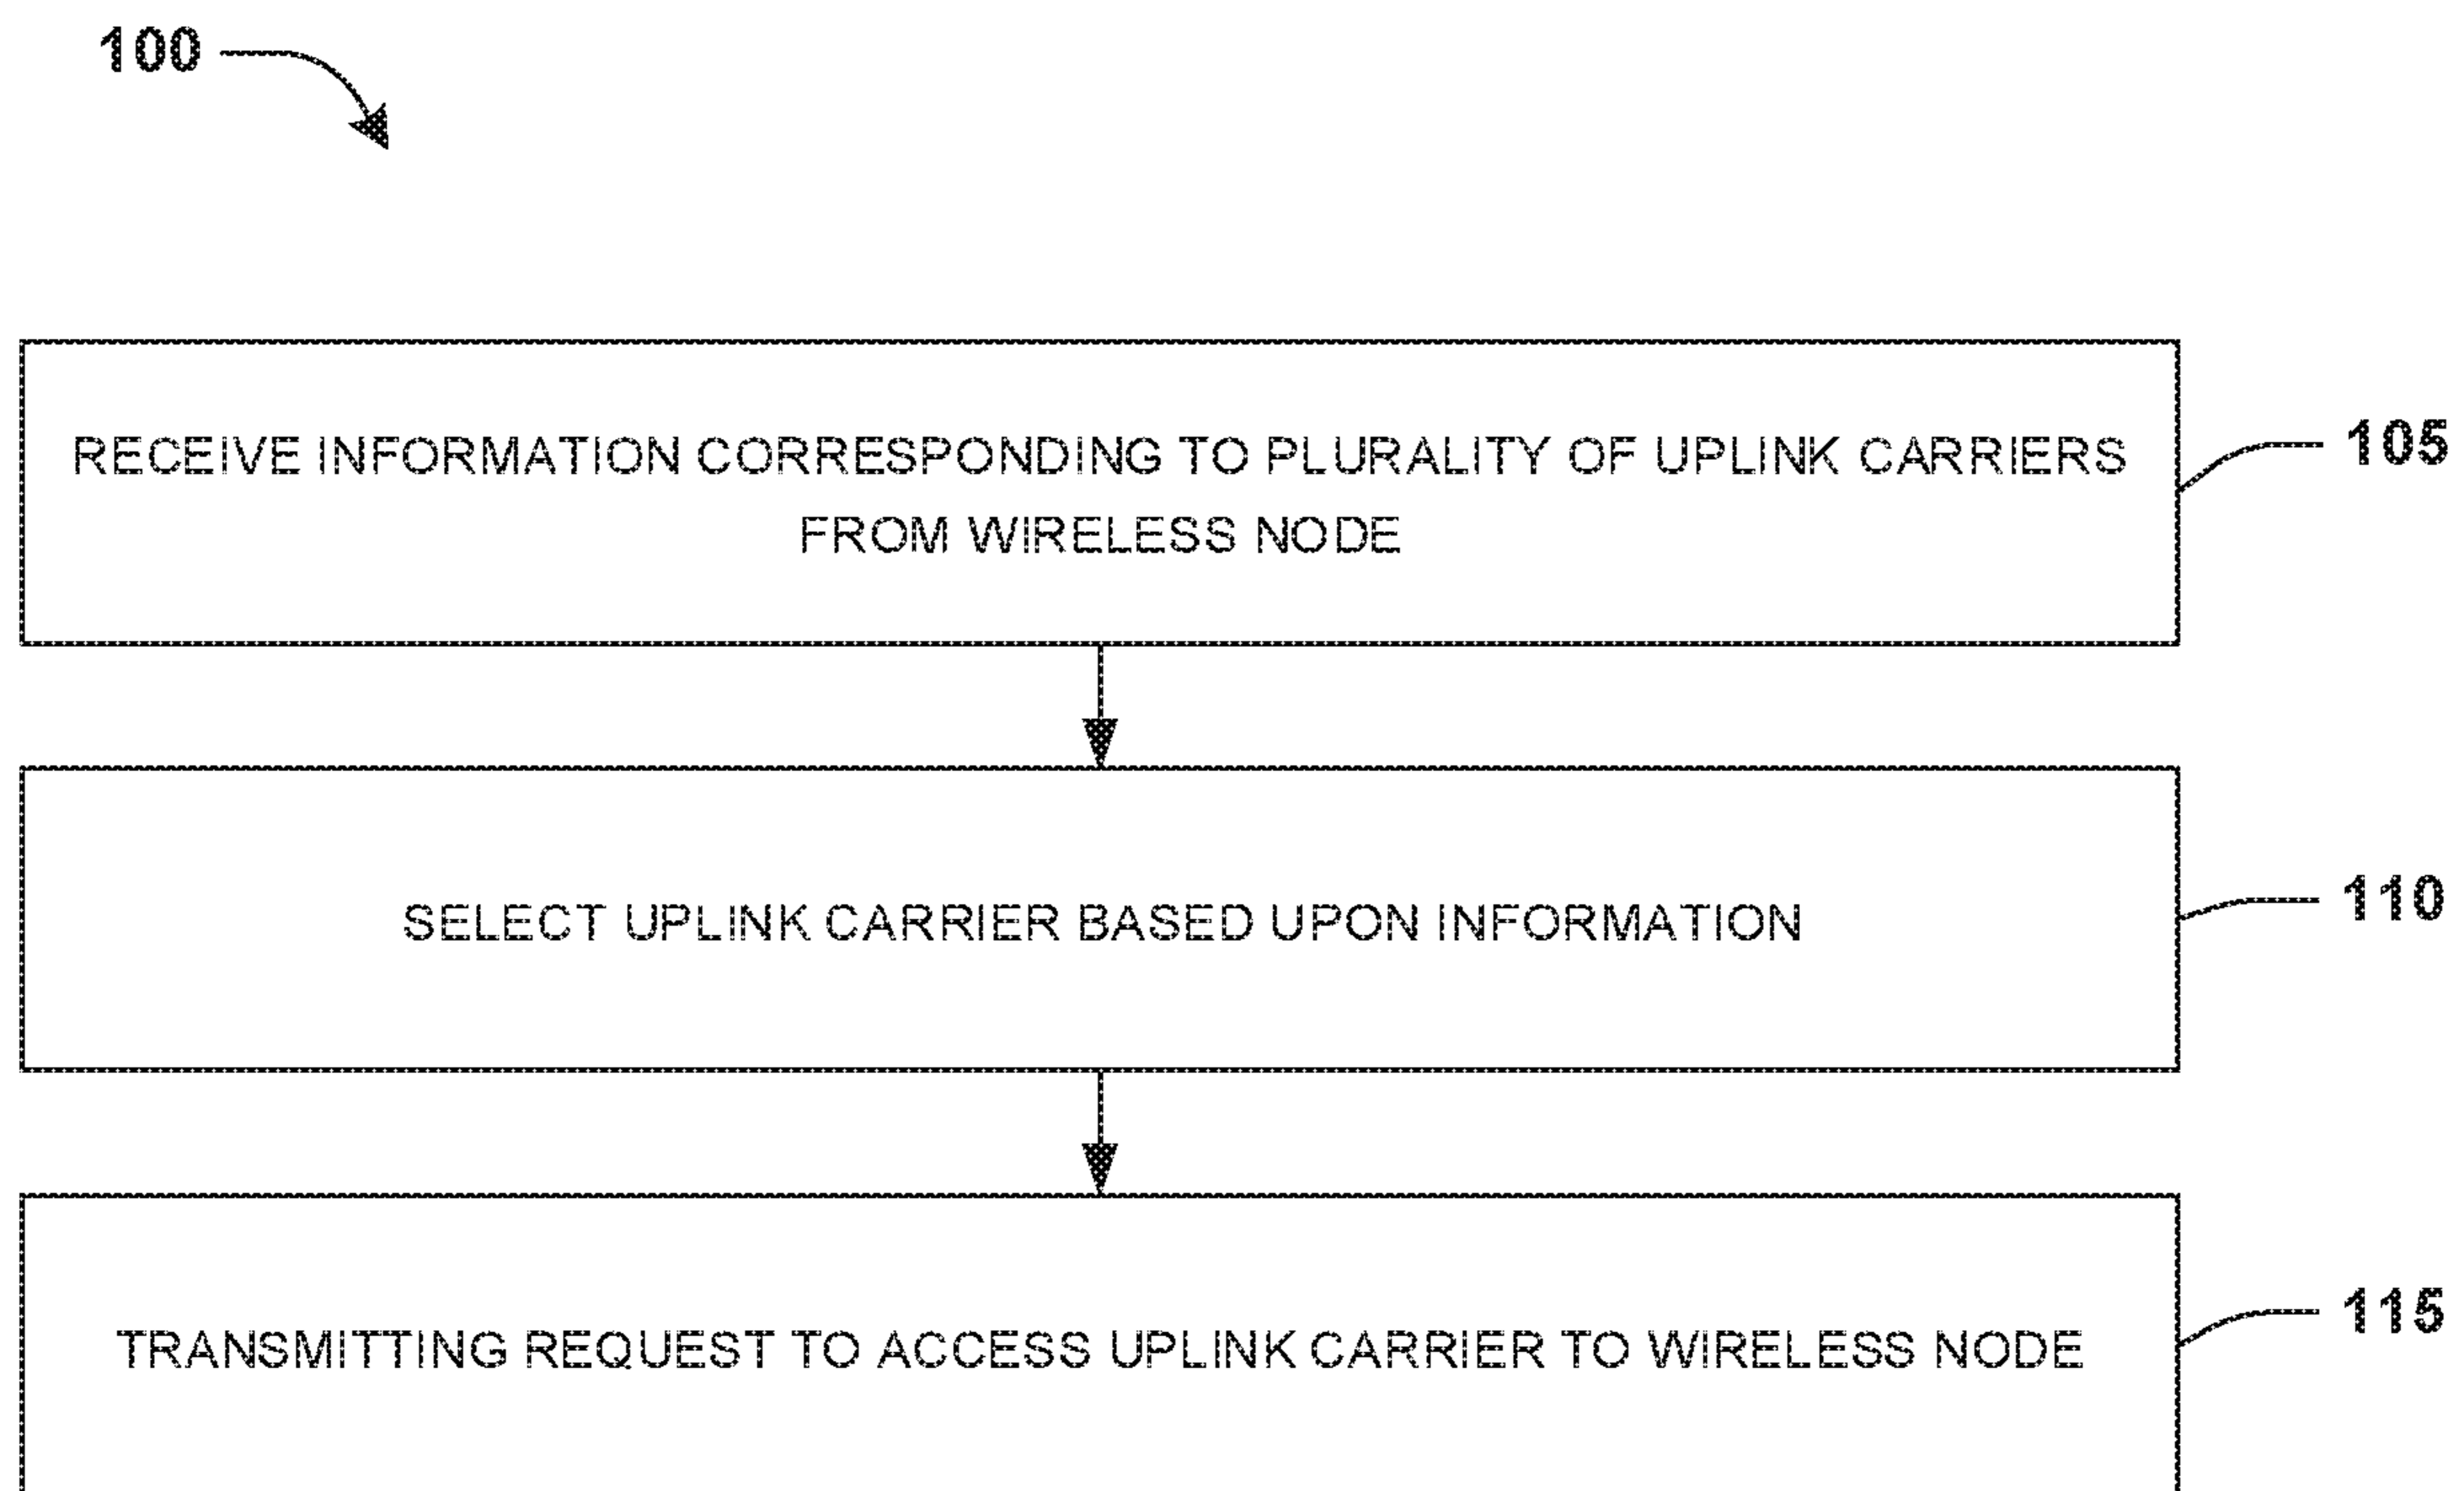 100
RECEIVE INFORMATION CORRESPONDING TO PLURALITY OF UPLINK CARRIERS
FROM WIRELESS NODE
105
SELECT UPLINK CARRIER BASED UPON INFORMATION
110
TRANSMITTING REQUEST TO ACCESS UPLINK CARRIER TO WIRELESS NODE
115